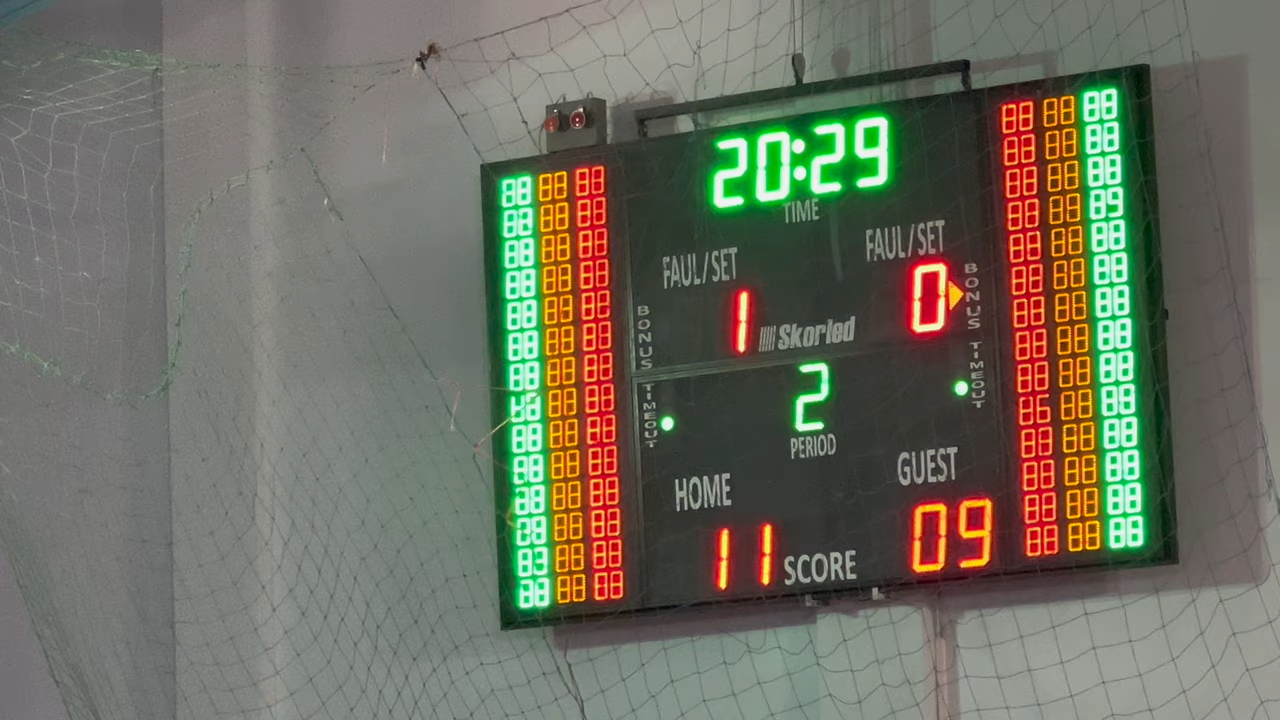 20:29
TIME
FAUL/SET
FAUL/SET
1
0
BONUS
BONUS
Skorled
2
PERIOD
TIMEOUT
TIMEOUT
HOME
GUEST
11
SCORE
09